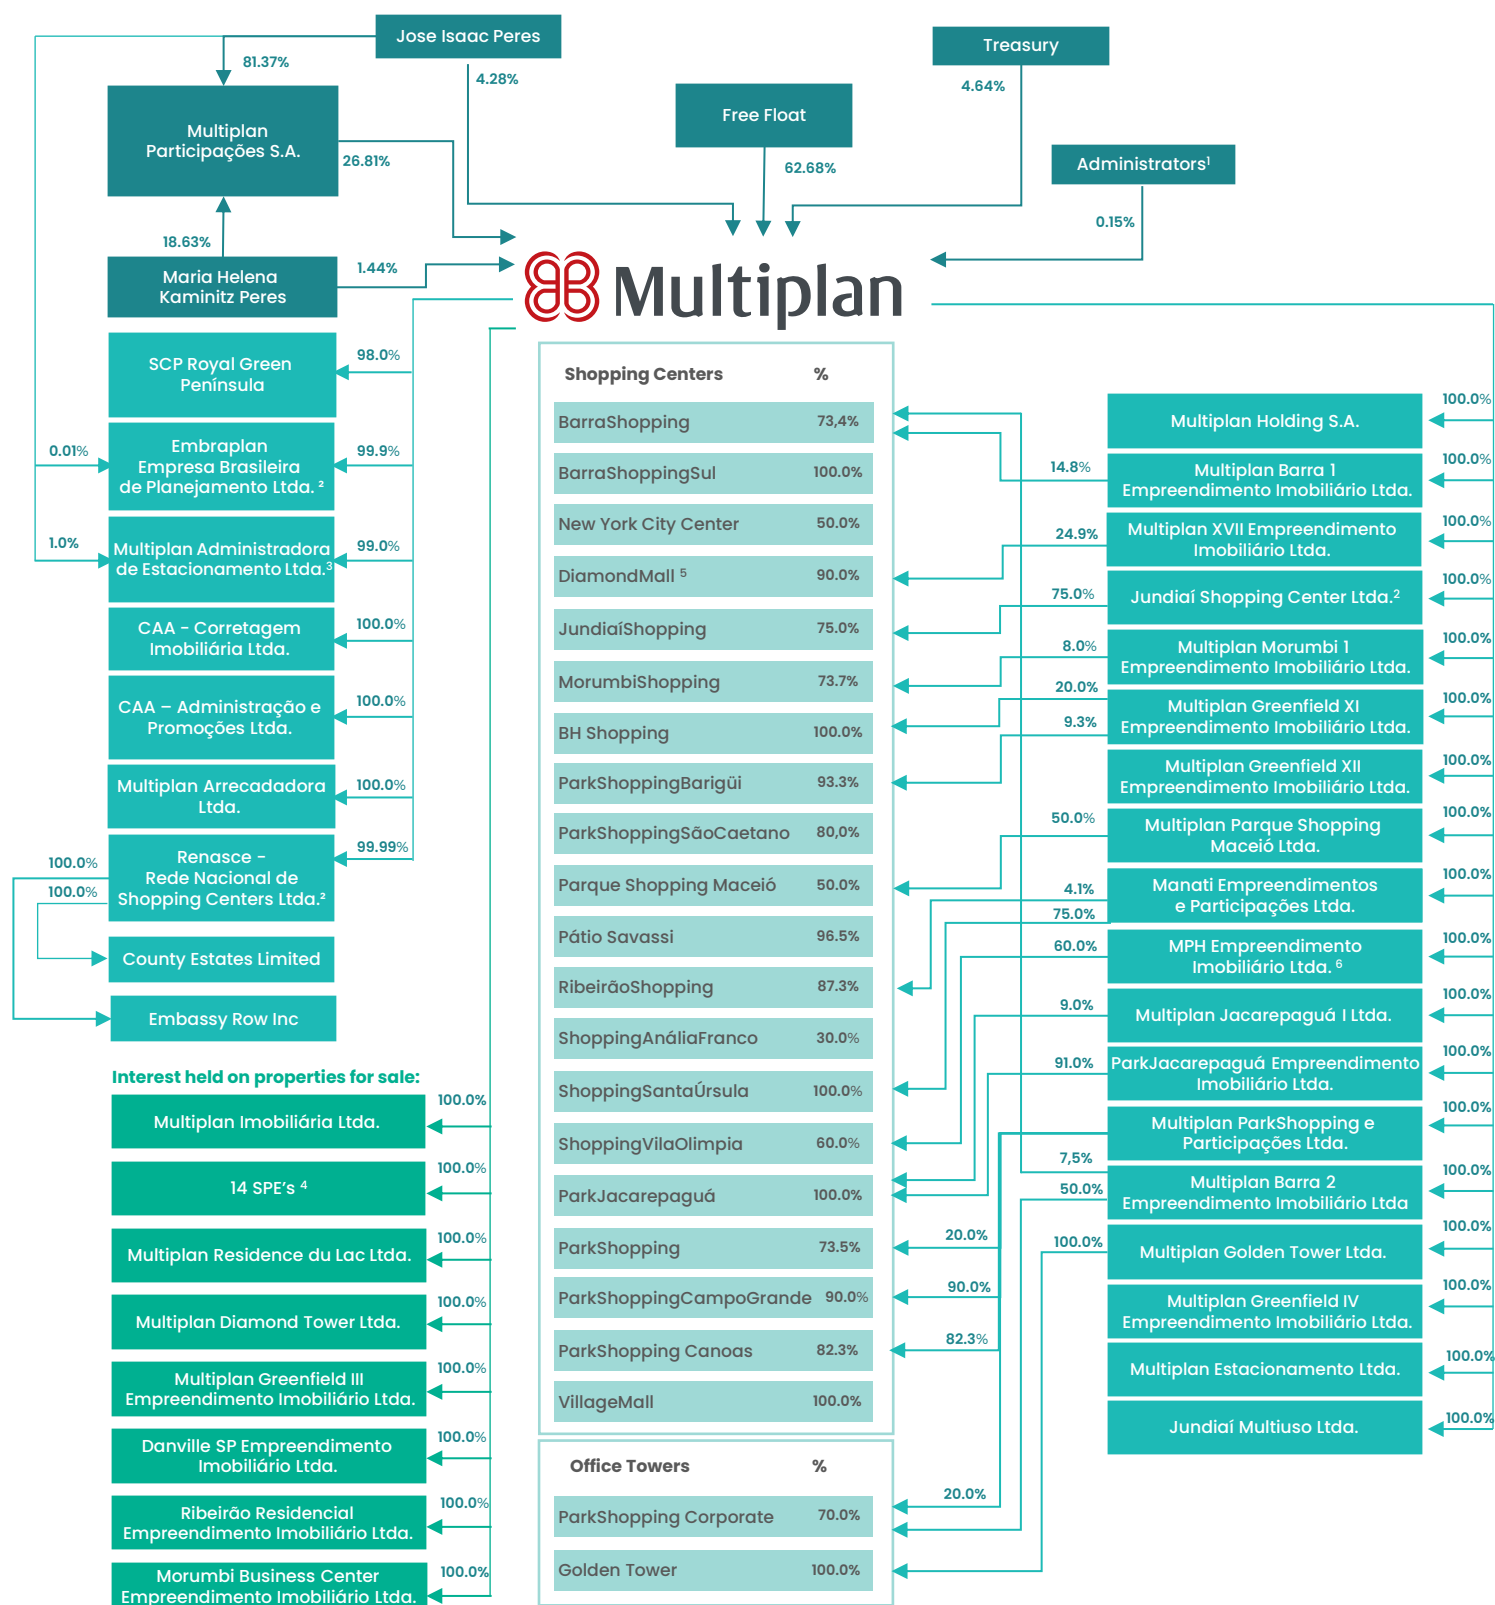 Jose Isaac Peres
Treasury
81.37%
4.28%
4.64%
Free Float
Multiplan
Participações S.A.
26.81%
62.68%
Administrators¹
0.15%
18.63%
Maria Helena
Kaminitz Peres
1.44%
Multiplan
SCP Royal Green
Península
98.0%
0.01%
Embraplan
Empresa Brasileira
de Planejamento Ltda. ²
99.9%
1.0%
Multiplan Administradora
de Estacionamento Ltda.³
99.0%
CAA - Corretagem
Imobiliária Ltda.
100.0%
CAA – Administração e
Promoções Ltda.
100.0%
Multiplan Arrecadadora
Ltda.
100.0%
Renasce -
Rede Nacional de
Shopping Centers Ltda.²
99.99%
100.0%
100.0%
County Estates Limited
Embassy Row Inc
Interest held on properties for sale:
Multiplan Imobiliária Ltda.
100.0%
14 SPE's ⁴
100.0%
Multiplan Residence du Lac Ltda.
100.0%
Multiplan Diamond Tower Ltda.
100.0%
Multiplan Greenfield III
Empreendimento Imobiliário Ltda.
100.0%
Danville SP Empreendimento
Imobiliário Ltda.
100.0%
Ribeirão Residencial
Empreendimento Imobiliário Ltda.
100.0%
Morumbi Business Center
Empreendimento Imobiliário Ltda.
100.0%
Shopping Centers %
BarraShopping 73,4%
BarraShoppingSul 100.0%
New York City Center 50.0%
DiamondMall ⁵ 90.0%
JundiaíShopping 75.0%
MorumbiShopping 73.7%
BH Shopping 100.0%
ParkShoppingBarigüi 93.3%
ParkShoppingSãoCaetano 80,0%
Parque Shopping Maceió 50.0%
Pátio Savassi 96.5%
RibeirãoShopping 87.3%
ShoppingAnáliaFranco 30.0%
ShoppingSantaÚrsula 100.0%
ShoppingVilaOlimpia 60.0%
ParkJacarepaguá 100.0%
ParkShopping 73.5%
ParkShoppingCampoGrande 90.0%
ParkShopping Canoas 82.3%
VillageMall 100.0%
Office Towers %
ParkShopping Corporate 70.0%
Golden Tower 100.0%
Multiplan Holding S.A.
100.0%
14.8%
Multiplan Barra 1
Empreendimento Imobiliário Ltda.
100.0%
24.9%
Multiplan XVII Empreendimento
Imobiliário Ltda.
100.0%
75.0%
Jundiaí Shopping Center Ltda.²
100.0%
8.0%
Multiplan Morumbi 1
Empreendimento Imobiliário Ltda.
100.0%
20.0%
9.3%
Multiplan Greenfield XI
Empreendimento Imobiliário Ltda.
100.0%
Multiplan Greenfield XII
Empreendimento Imobiliário Ltda.
100.0%
50.0%
Multiplan Parque Shopping
Maceió Ltda.
100.0%
4.1%
75.0%
Manati Empreendimentos
e Participações Ltda.
100.0%
60.0%
MPH Empreendimento
Imobiliário Ltda. ⁶
100.0%
9.0%
Multiplan Jacarepaguá I Ltda.
100.0%
91.0%
ParkJacarepaguá Empreendimento
Imobiliário Ltda.
100.0%
Multiplan ParkShopping e
Participações Ltda.
100.0%
20.0%
90.0%
82.3%
20.0%
7,5%
50.0%
Multiplan Barra 2
Empreendimento Imobiliário Ltda
100.0%
100.0%
Multiplan Golden Tower Ltda.
100.0%
Multiplan Greenfield IV
Empreendimento Imobiliário Ltda.
100.0%
Multiplan Estacionamento Ltda.
100.0%
Jundiaí Multiuso Ltda.
100.0%